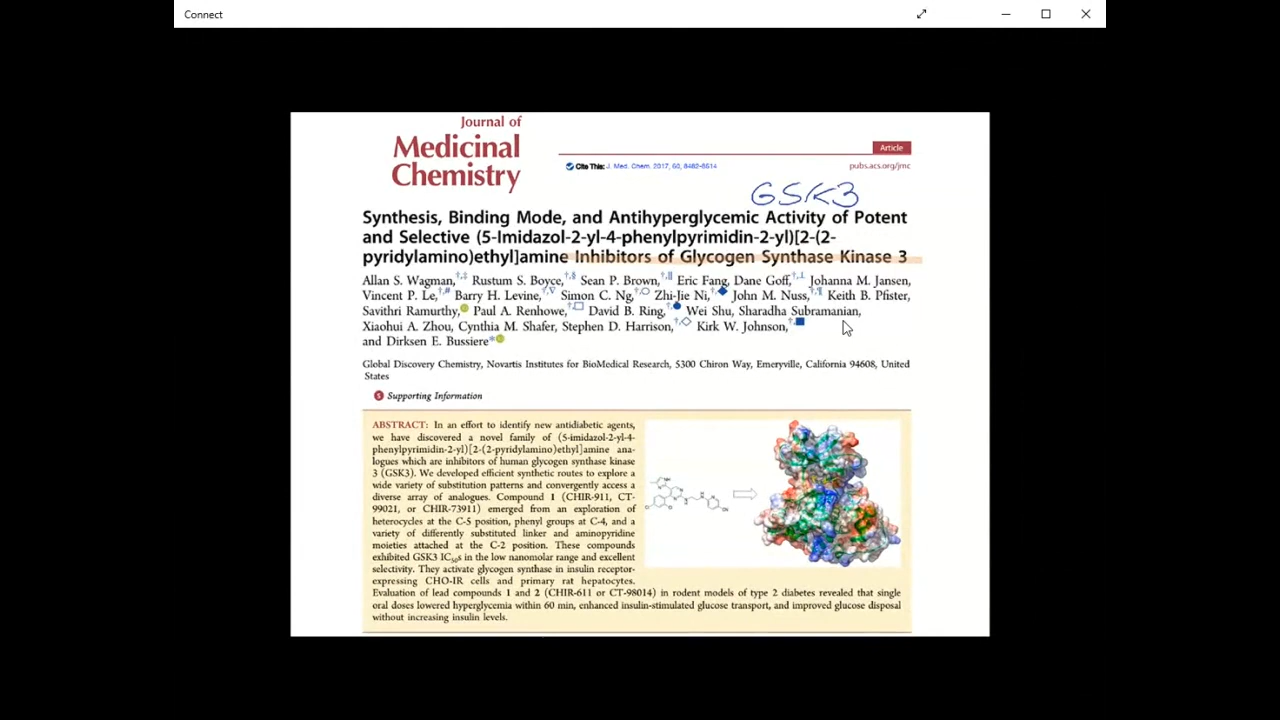 Connect
Journal of
Medicinal
Chemistry
Article
Cite This: J. Med. Chem. 2017, 60, 8482-8514
pubs.acs.org/jmc
GSK3
Synthesis, Binding Mode, and Antihyperglycemic Activity of Potent
and Selective (5-Imidazol-2-yl-4-phenylpyrimidin-2-yl)[2-(2-
pyridylamino)ethyl]amine Inhibitors of Glycogen Synthase Kinase 3
Allan S. Wagman,†,‡ Rustum S. Boyce,†,§ Sean P. Brown,†,∥ Eric Fang, Dane Goff,†,⊥ Johanna M. Jansen,
Vincent P. Le,†,# Barry H. Levine,†,∇ Simon C. Ng,†,○ Zhi-Jie Ni,†,◆ John M. Nuss,†,¶ Keith B. Pfister,
Savithri Ramurthy, Paul A. Renhowe,†,□ David B. Ring,†,● Wei Shu, Sharadha Subramanian,
Xiaohui A. Zhou, Cynthia M. Shafer, Stephen D. Harrison,†,◇ Kirk W. Johnson,†,■
and Dirksen E. Bussiere*
Global Discovery Chemistry, Novartis Institutes for BioMedical Research, 5300 Chiron Way, Emeryville, California 94608, United
States
S Supporting Information
ABSTRACT: In an effort to identify new antidiabetic agents,
we have discovered a novel family of (5-imidazol-2-yl-4-
phenylpyrimidin-2-yl)[2-(2-pyridylamino)ethyl]amine ana-
logues which are inhibitors of human glycogen synthase kinase
3 (GSK3). We developed efficient synthetic routes to explore a
wide variety of substitution patterns and convergently access a
diverse array of analogues. Compound 1 (CHIR-911, CT-
99021, or CHIR-73911) emerged from an exploration of
heterocycles at the C-5 position, phenyl groups at C-4, and a
variety of differently substituted linker and aminopyridine
moieties attached at the C-2 position. These compounds
exhibited GSK3 IC50s in the low nanomolar range and excellent
selectivity. They activate glycogen synthase in insulin receptor-
expressing CHO-IR cells and primary rat hepatocytes.
Evaluation of lead compounds 1 and 2 (CHIR-611 or CT-98014) in rodent models of type 2 diabetes revealed that single
oral doses lowered hyperglycemia within 60 min, enhanced insulin-stimulated glucose transport, and improved glucose disposal
without increasing insulin levels.